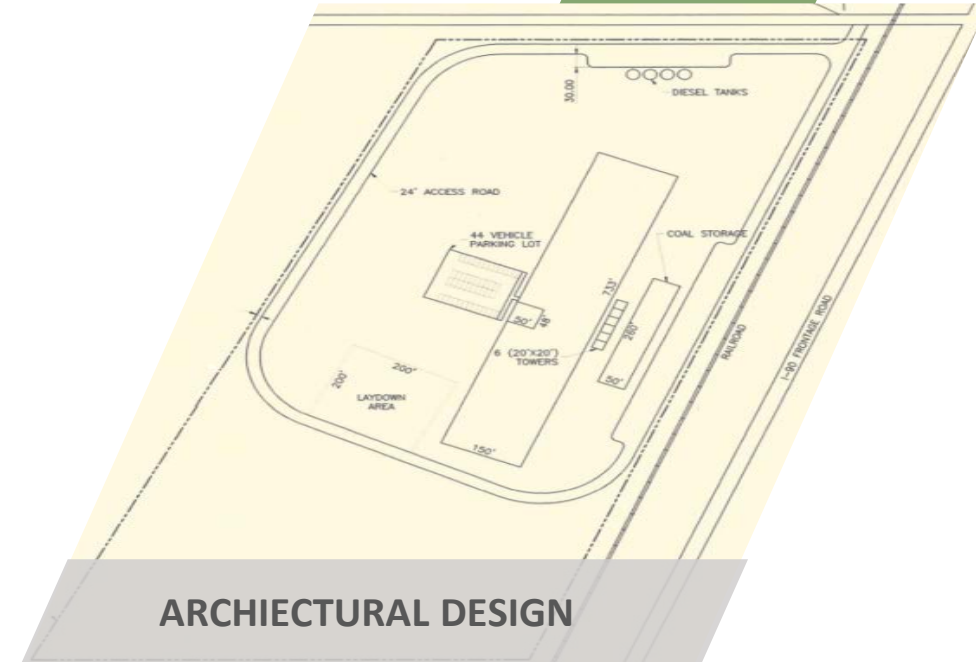 30.00
DIESEL TANKS
24" ACCESS ROAD
44 VEHICLE
PARKING LOT
COAL STORAGE
733'
50'
48'
260'
6 (20'X20')
TOWERS
50'
200'
200'
LAYDOWN
AREA
150'
RAILROAD
I-90 FRONTAGE ROAD
ARCHIECTURAL DESIGN